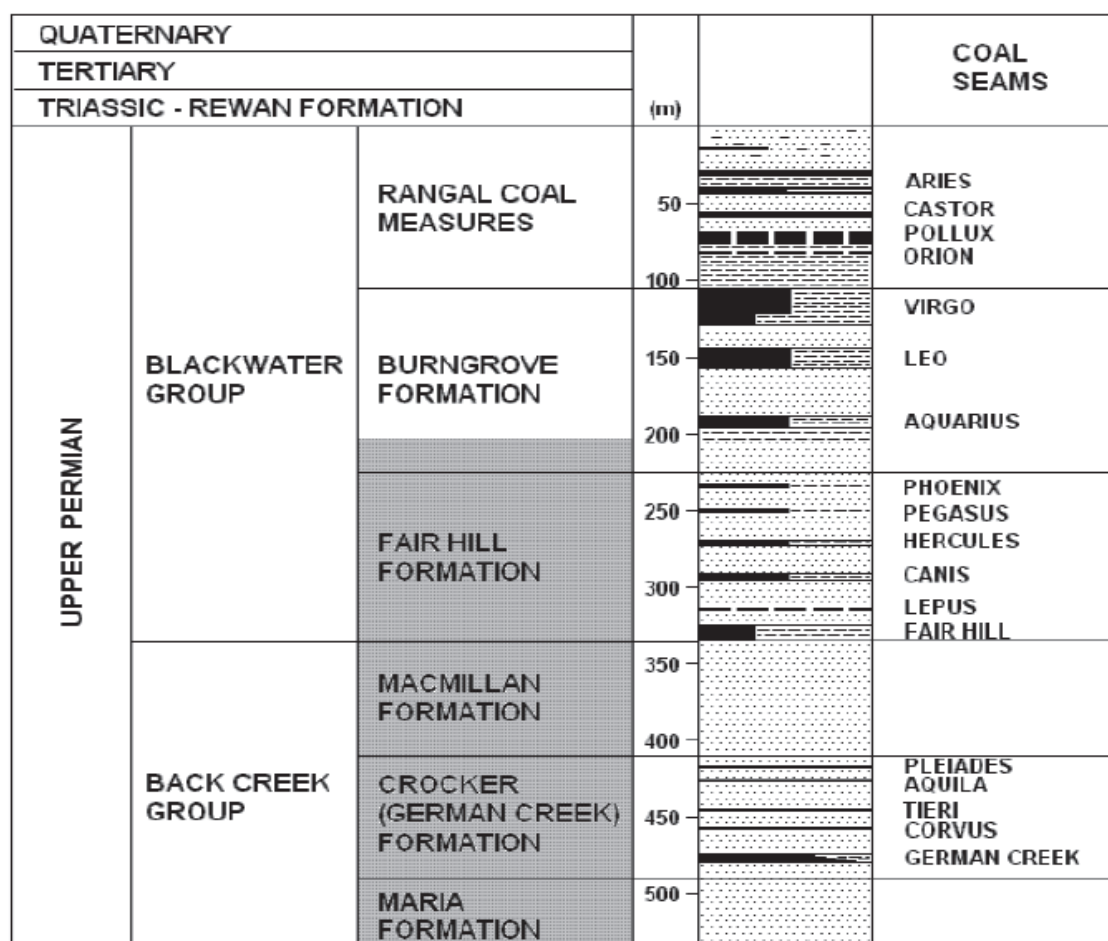 QUATERNARY
TERTIARY
TRIASSIC - REWAN FORMATION
(m)
COAL
SEAMS
UPPER PERMIAN
BLACKWATER
GROUP
BACK CREEK
GROUP
RANGAL COAL
MEASURES
BURNGROVE
FORMATION
FAIR HILL
FORMATION
MACMILLAN
FORMATION
CROCKER
(GERMAN CREEK)
FORMATION
MARIA
FORMATION
50
100
150
200
250
300
350
400
450
500
ARIES
CASTOR
POLLUX
ORION
VIRGO
LEO
AQUARIUS
PHOENIX
PEGASUS
HERCULES
CANIS
LEPUS
FAIR HILL
PLEIADES
AQUILA
TIERI
CORVUS
GERMAN CREEK